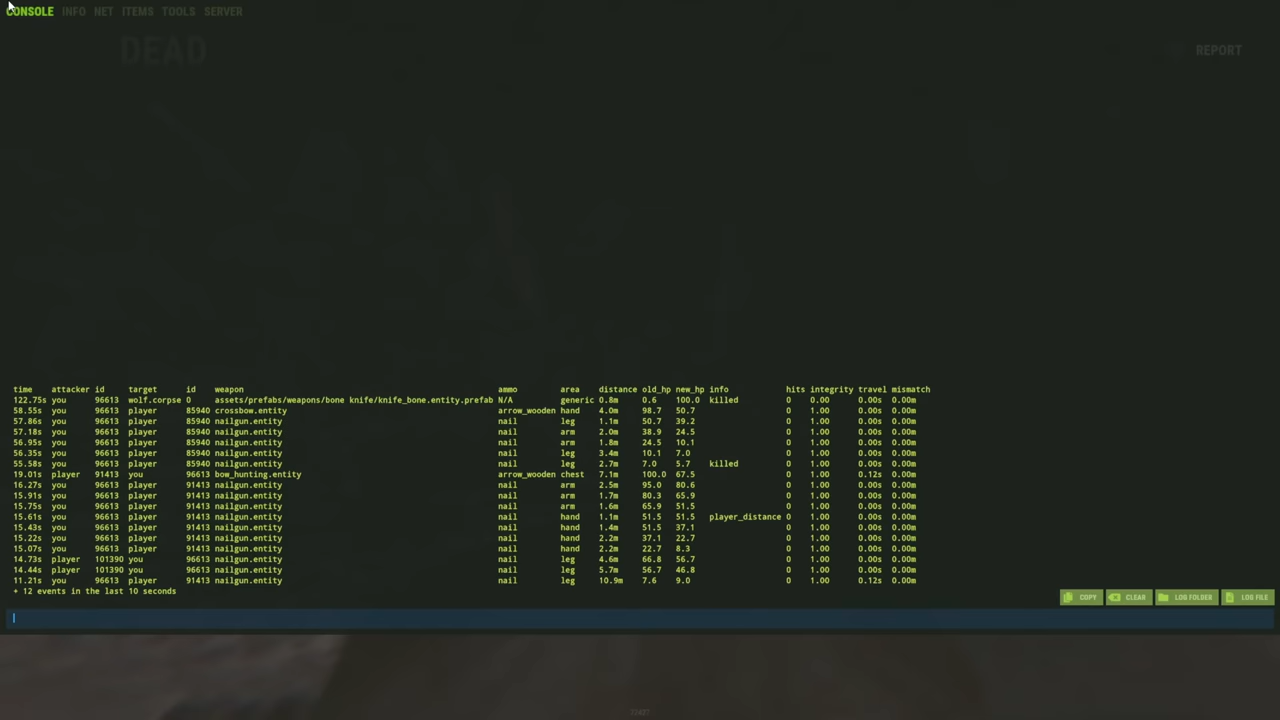 CONSOLE INFO NET ITEMS TOOLS SERVER
DEAD
REPORT
time attacker id target id weapon ammo area distance old_hp new_hp info hits integrity travel mismatch
122.75s you 96613 wolf.corpse 0 assets/prefabs/weapons/bone knife/knife_bone.entity.prefab N/A generic 0.8m 0.6 100.0 killed 0 0.00 0.00s 0.00m
58.55s you 96613 player 85940 crossbow.entity arrow_wooden hand 4.0m 98.7 50.7 0 1.00 0.00s 0.00m
57.86s you 96613 player 85940 nailgun.entity nail leg 1.1m 50.7 39.2 0 1.00 0.00s 0.00m
57.18s you 96613 player 85940 nailgun.entity nail arm 2.0m 38.9 24.5 0 1.00 0.00s 0.00m
56.95s you 96613 player 85940 nailgun.entity nail arm 1.8m 24.5 10.1 0 1.00 0.00s 0.00m
56.35s you 96613 player 85940 nailgun.entity nail leg 3.4m 10.1 7.0 0 1.00 0.00s 0.00m
55.58s you 96613 player 85940 nailgun.entity nail leg 2.7m 7.0 5.7 killed 0 1.00 0.00s 0.00m
19.01s player 91413 you 96613 bow_hunting.entity arrow_wooden chest 7.1m 100.0 67.5 0 1.00 0.12s 0.00m
16.27s you 96613 player 91413 nailgun.entity nail arm 2.5m 95.0 80.6 0 1.00 0.00s 0.00m
15.91s you 96613 player 91413 nailgun.entity nail arm 1.7m 80.3 65.9 0 1.00 0.00s 0.00m
15.75s you 96613 player 91413 nailgun.entity nail arm 1.6m 65.9 51.5 0 1.00 0.00s 0.00m
15.61s you 96613 player 91413 nailgun.entity nail hand 1.1m 51.5 51.5 player_distance 0 1.00 0.00s 0.00m
15.43s you 96613 player 91413 nailgun.entity nail hand 1.4m 51.5 37.1 0 1.00 0.00s 0.00m
15.22s you 96613 player 91413 nailgun.entity nail hand 2.2m 37.1 22.7 0 1.00 0.00s 0.00m
15.07s you 96613 player 91413 nailgun.entity nail hand 2.2m 22.7 8.3 0 1.00 0.00s 0.00m
14.73s player 101390 you 96613 nailgun.entity nail leg 4.6m 66.8 56.7 0 1.00 0.00s 0.00m
14.44s player 101390 you 96613 nailgun.entity nail leg 5.7m 56.7 46.8 0 1.00 0.00s 0.00m
11.21s you 96613 player 91413 nailgun.entity nail leg 10.9m 7.6 9.0 0 1.00 0.12s 0.00m
+ 12 events in the last 10 seconds
COPY CLEAR LOG FOLDER LOG FILE